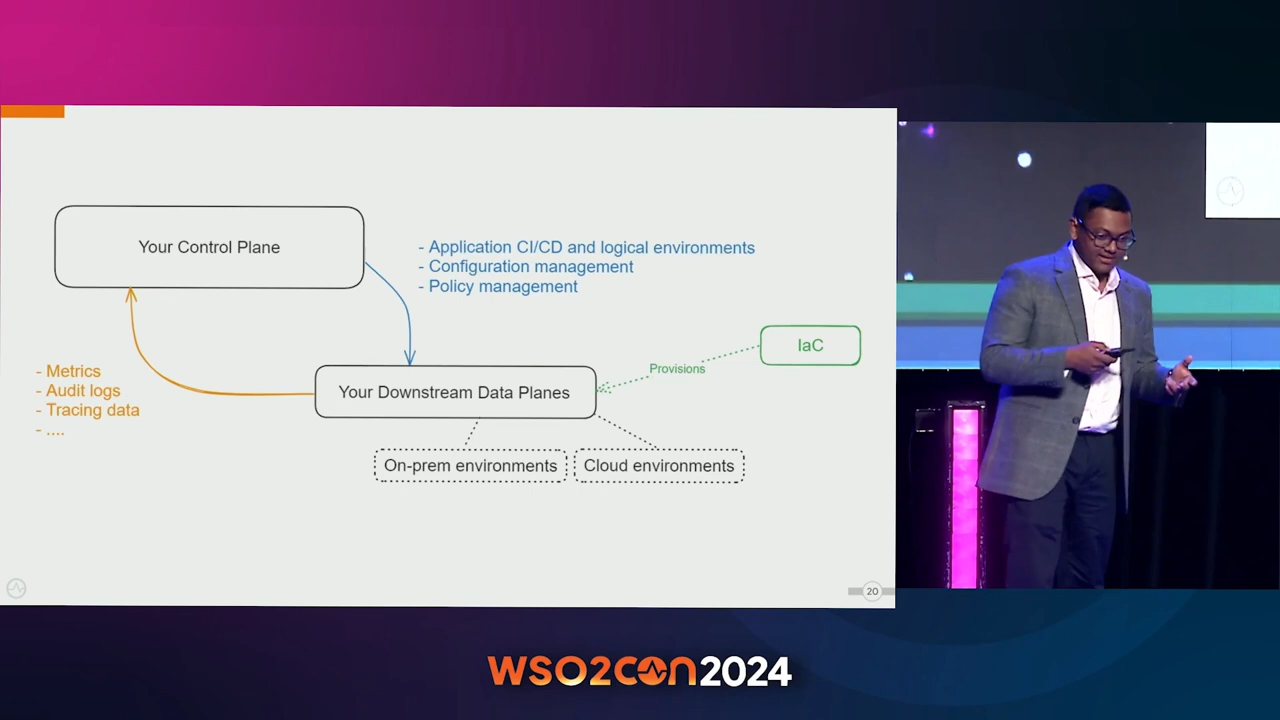 Your Control Plane
- Application CI/CD and logical environments
- Configuration management
- Policy management
IaC
Provisions
- Metrics
- Audit logs
- Tracing data
- ....
Your Downstream Data Planes
On-prem environments
Cloud environments
20
WSO2CON2024